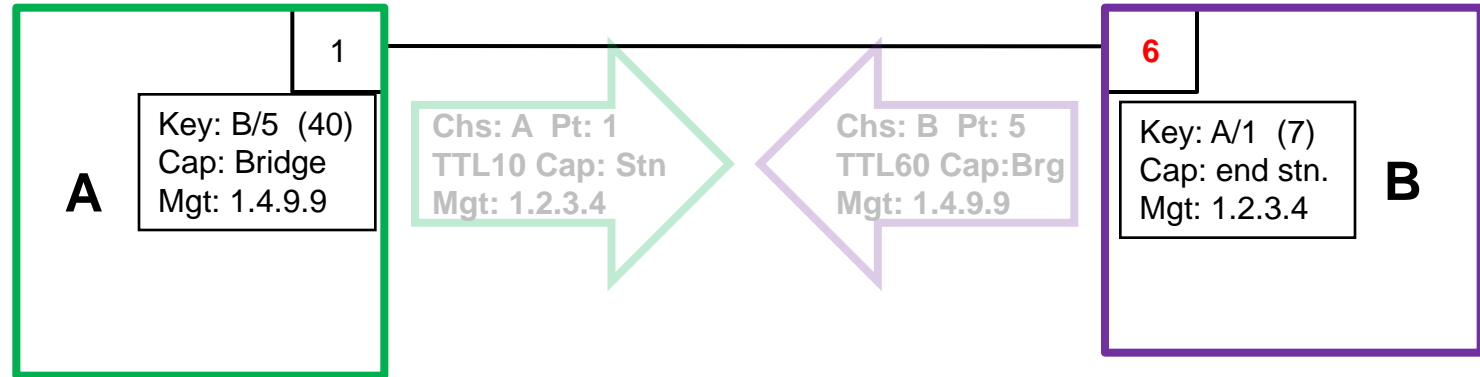 1
6
Key: B/5 (40)
Cap: Bridge
Mgt: 1.4.9.9
A
Chs: A Pt: 1
TTL10 Cap: Stn
Mgt: 1.2.3.4
Chs: B Pt: 5
TTL60 Cap:Brg
Mgt: 1.4.9.9
Key: A/1 (7)
Cap: end stn.
Mgt: 1.2.3.4
B